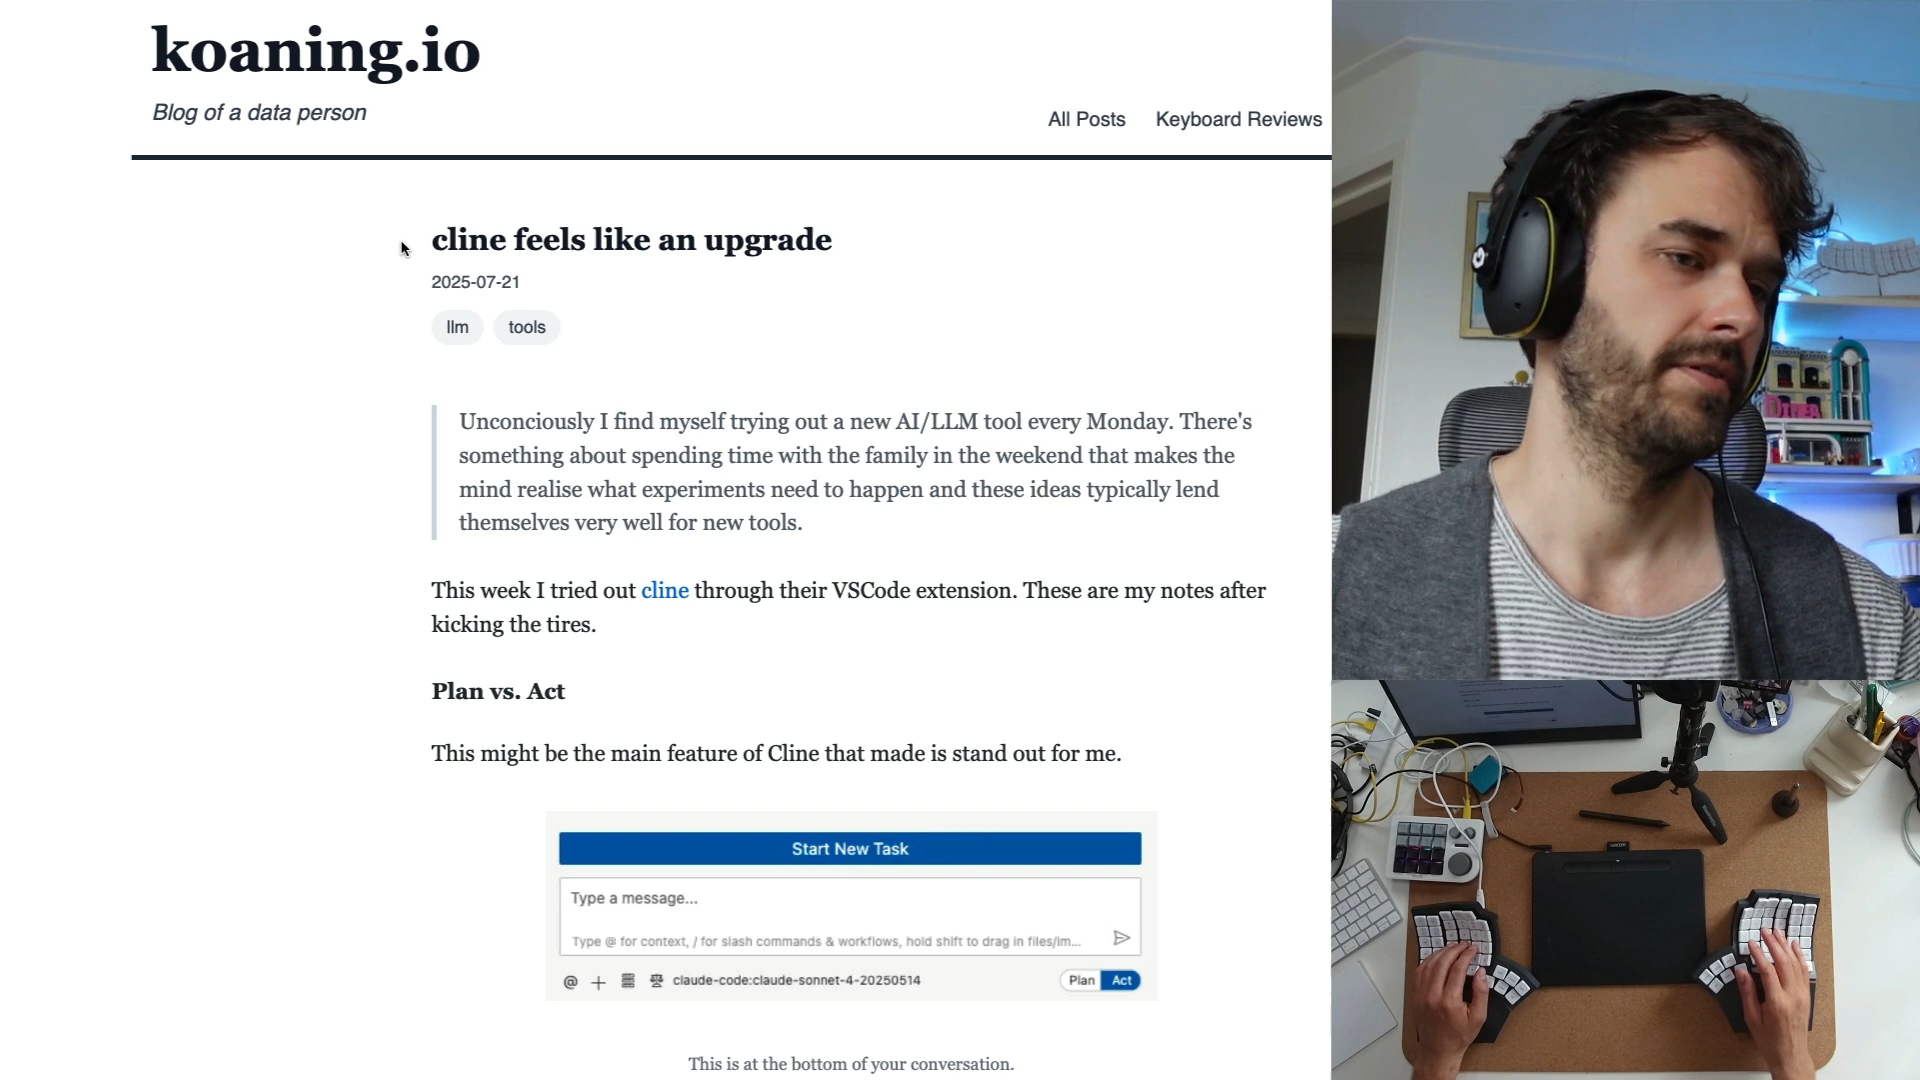 koaning.io
Blog of a data person
All Posts Keyboard Reviews
cline feels like an upgrade
2025-07-21
llm tools
Unconciously I find myself trying out a new AI/LLM tool every Monday. There's
something about spending time with the family in the weekend that makes the
mind realise what experiments need to happen and these ideas typically lend
themselves very well for new tools.
This week I tried out cline through their VSCode extension. These are my notes after
kicking the tires.
Plan vs. Act
This might be the main feature of Cline that made is stand out for me.
Start New Task
Type a message...
Type @ for context, / for slash commands & workflows, hold shift to drag in files/im...
@ + claude-code:claude-sonnet-4-20250514 Plan Act
This is at the bottom of your conversation.
DINER